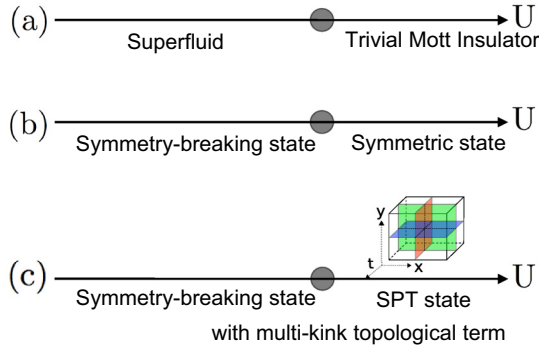 (a) U
Superfluid Trivial Mott Insulator
(b) U
Symmetry-breaking state Symmetric state
y
t x
(c) U
Symmetry-breaking state SPT state
with multi-kink topological term